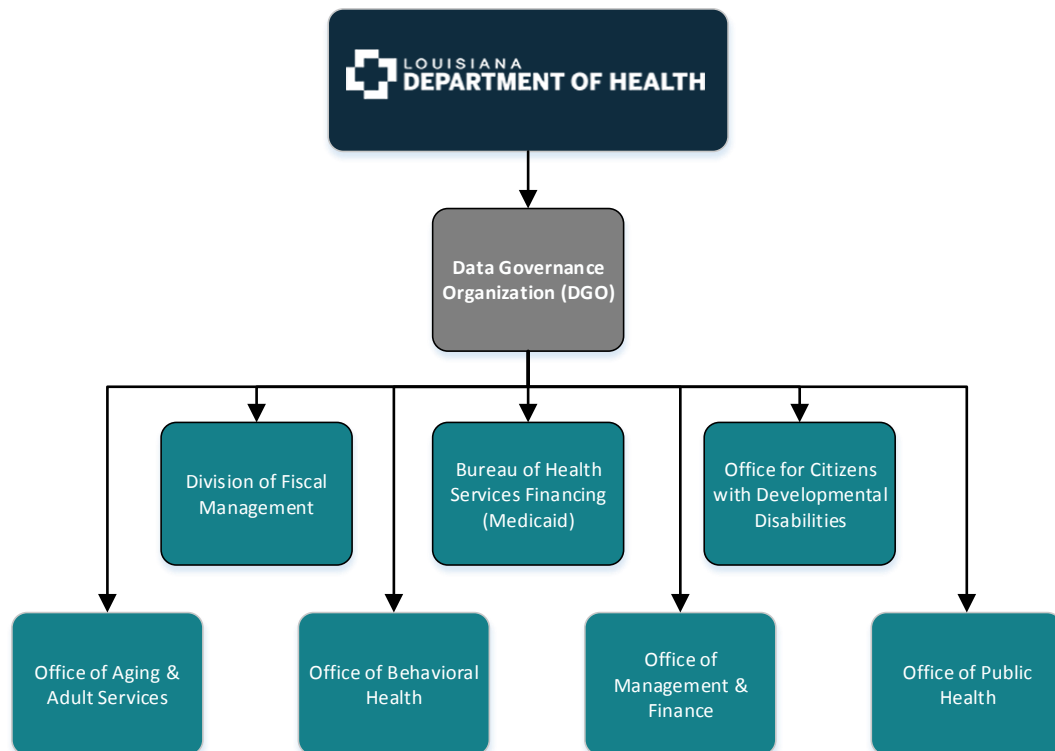 LOUISIANA
DEPARTMENT OF HEALTH
Data Governance
Organization (DGO)
Division of Fiscal
Management
Bureau of Health
Services Financing
(Medicaid)
Office for Citizens
with Developmental
Disabilities
Office of Aging &
Adult Services
Office of Behavioral
Health
Office of
Management &
Finance
Office of Public
Health